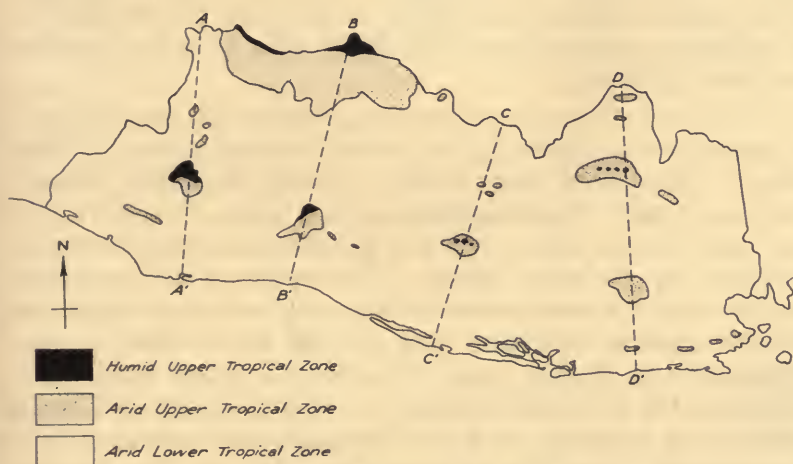 A
B
C
D
N
A'
B'
C'
D'
Humid Upper Tropical Zone
Arid Upper Tropical Zone
Arid Lower Tropical Zone